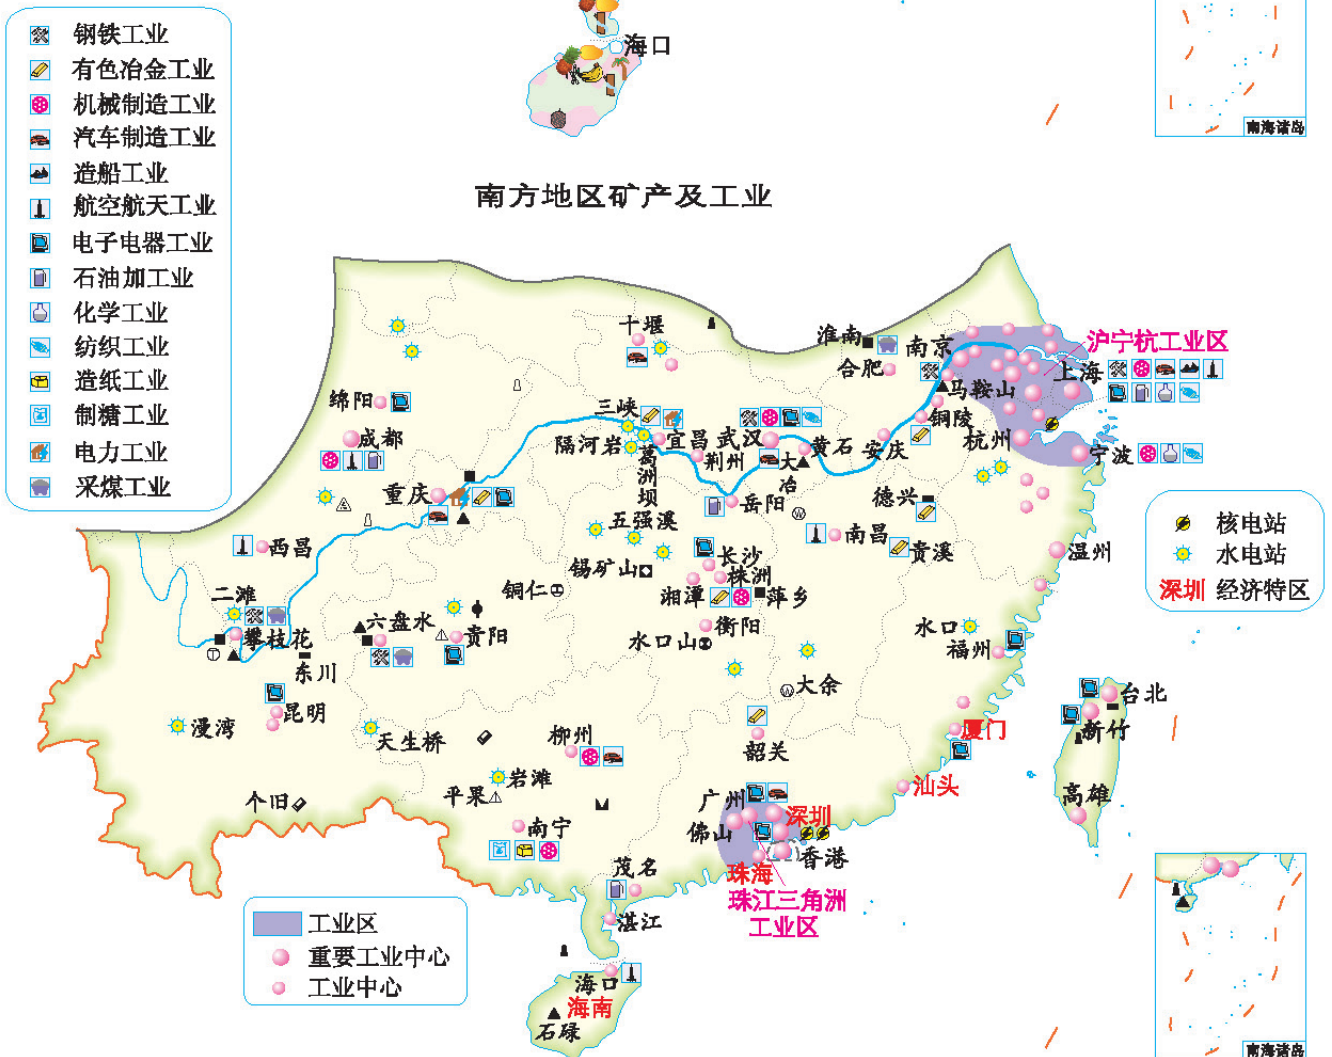 钢铁工业
有色冶金工业
机械制造工业
汽车制造工业
造船工业
航空航天工业
电子电器工业
石油加工业
化学工业
纺织工业
造纸工业
制糖工业
电力工业
采煤工业
海口
南海诸岛
南方地区矿产及工业
十堰
淮南
南京
合肥
沪宁杭工业区
上海
马鞍山
绵阳
三峡
铜陵
成都
隔河岩
宜昌
武汉
黄石
安庆
杭州
宁波
荆州
葛洲坝
大冶
重庆
岳阳
德兴
五强溪
南昌
贵溪
西昌
长沙
温州
锡矿山
株洲
铜仁
湘潭
萍乡
二滩
六盘水
贵阳
衡阳
水口
攀枝花
水口山
福州
东川
大余
台北
昆明
漫湾
天生桥
柳州
韶关
厦门
新竹
岩滩
汕头
个旧
平果
广州
深圳
高雄
佛山
南宁
香港
茂名
珠海
珠江三角洲
工业区
湛江
海口
海南
石碌
核电站
水电站
深圳 经济特区
工业区
重要工业中心
工业中心
南海诸岛